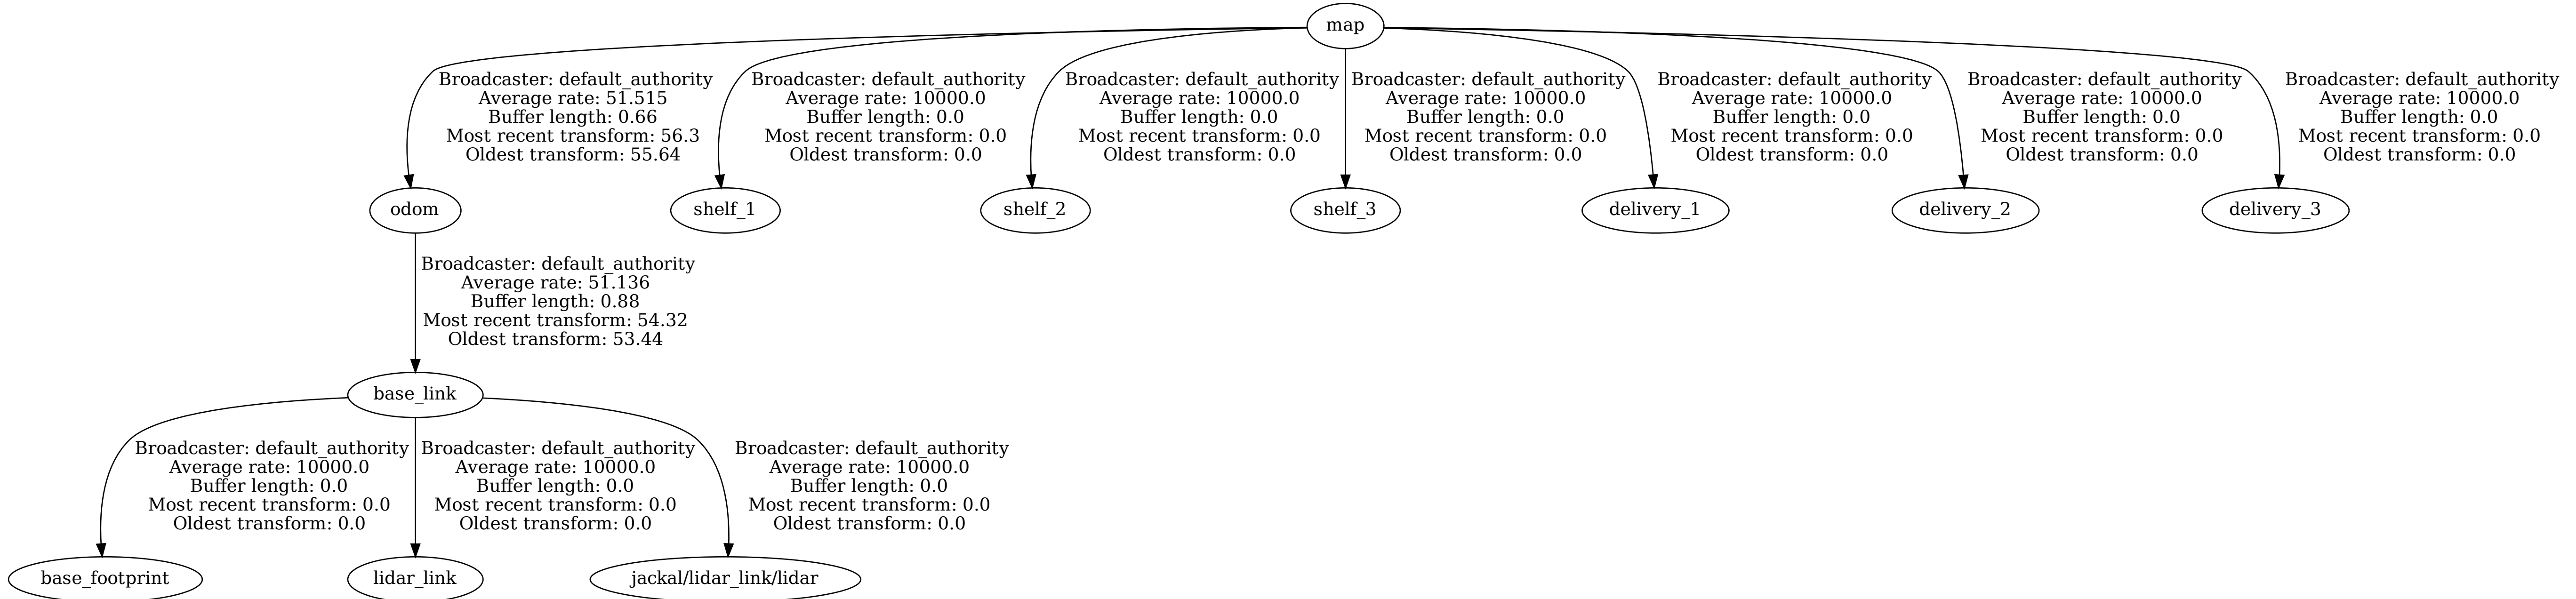 map
Broadcaster: default_authority
Average rate: 51.515
Buffer length: 0.66
Most recent transform: 56.3
Oldest transform: 55.64
Broadcaster: default_authority
Average rate: 10000.0
Buffer length: 0.0
Most recent transform: 0.0
Oldest transform: 0.0
Broadcaster: default_authority
Average rate: 10000.0
Buffer length: 0.0
Most recent transform: 0.0
Oldest transform: 0.0
Broadcaster: default_authority
Average rate: 10000.0
Buffer length: 0.0
Most recent transform: 0.0
Oldest transform: 0.0
Broadcaster: default_authority
Average rate: 10000.0
Buffer length: 0.0
Most recent transform: 0.0
Oldest transform: 0.0
Broadcaster: default_authority
Average rate: 10000.0
Buffer length: 0.0
Most recent transform: 0.0
Oldest transform: 0.0
Broadcaster: default_authority
Average rate: 10000.0
Buffer length: 0.0
Most recent transform: 0.0
Oldest transform: 0.0
odom
shelf_1
shelf_2
shelf_3
delivery_1
delivery_2
delivery_3
Broadcaster: default_authority
Average rate: 51.136
Buffer length: 0.88
Most recent transform: 54.32
Oldest transform: 53.44
base_link
Broadcaster: default_authority
Average rate: 10000.0
Buffer length: 0.0
Most recent transform: 0.0
Oldest transform: 0.0
Broadcaster: default_authority
Average rate: 10000.0
Buffer length: 0.0
Most recent transform: 0.0
Oldest transform: 0.0
Broadcaster: default_authority
Average rate: 10000.0
Buffer length: 0.0
Most recent transform: 0.0
Oldest transform: 0.0
base_footprint
lidar_link
jackal/lidar_link/lidar